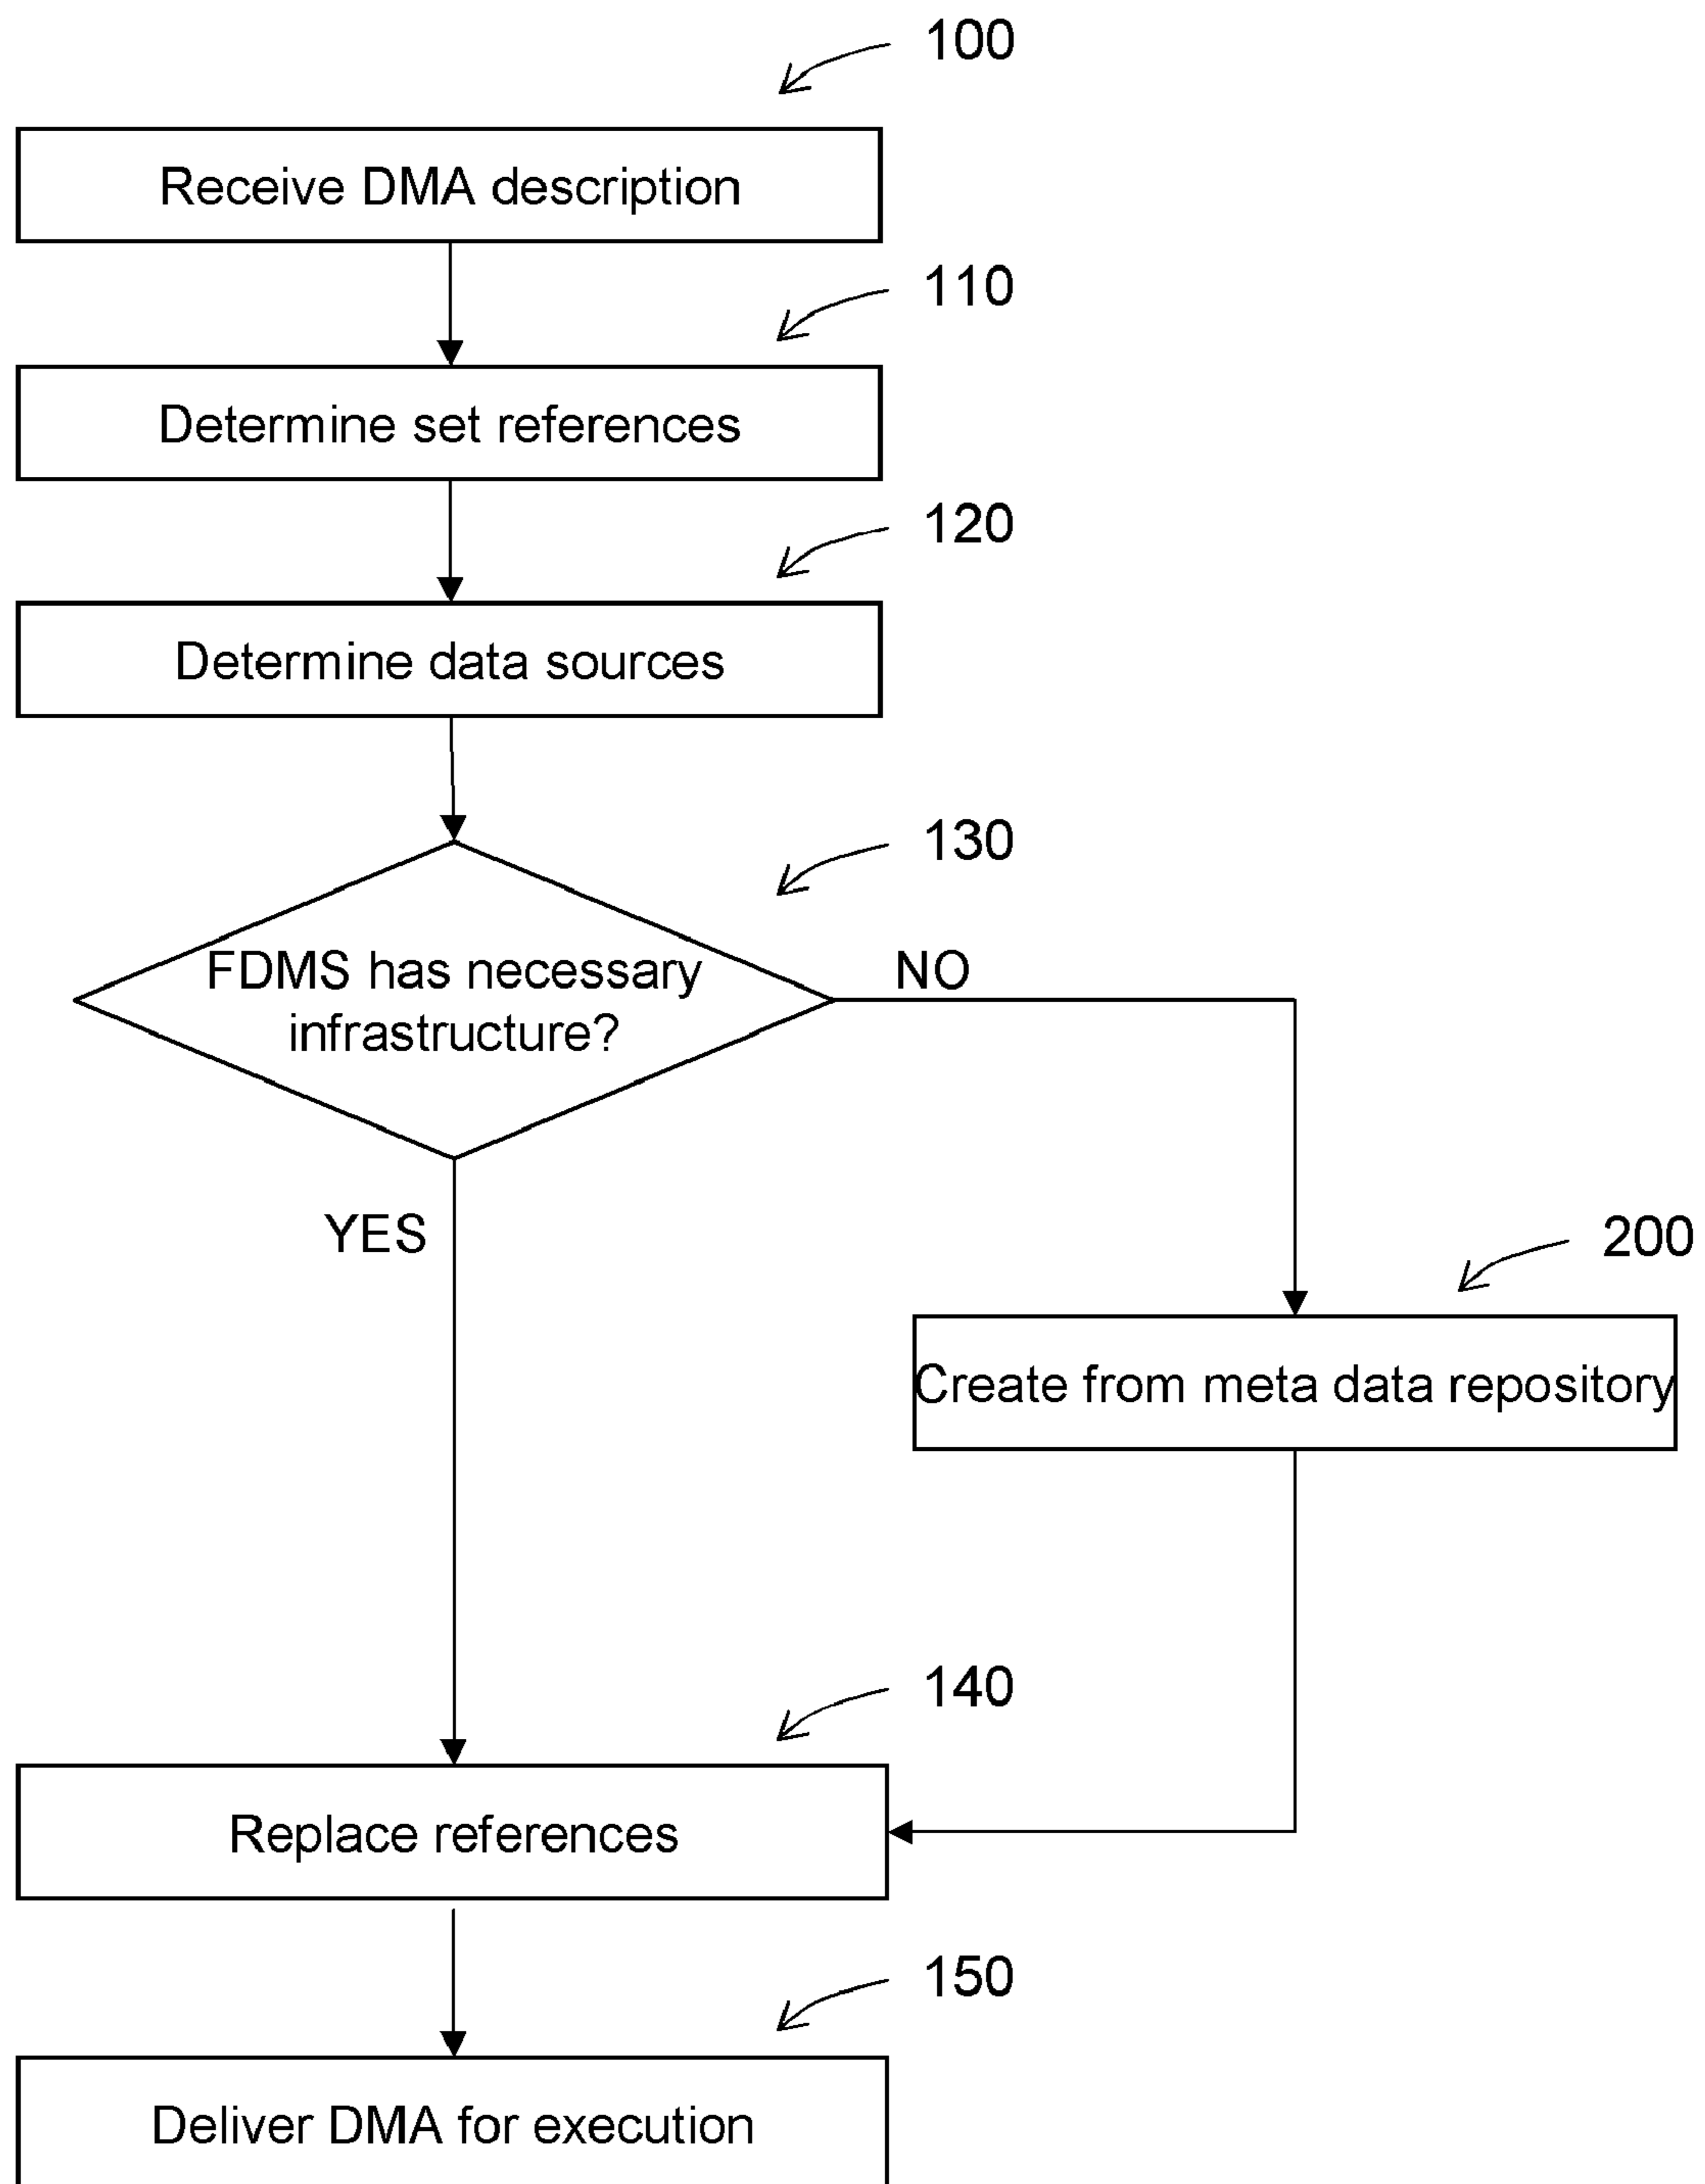 100
Receive DMA description
110
Determine set references
120
Determine data sources
130
FDMS has necessary
infrastructure?
NO
YES
200
Create from meta data repository
140
Replace references
150
Deliver DMA for execution